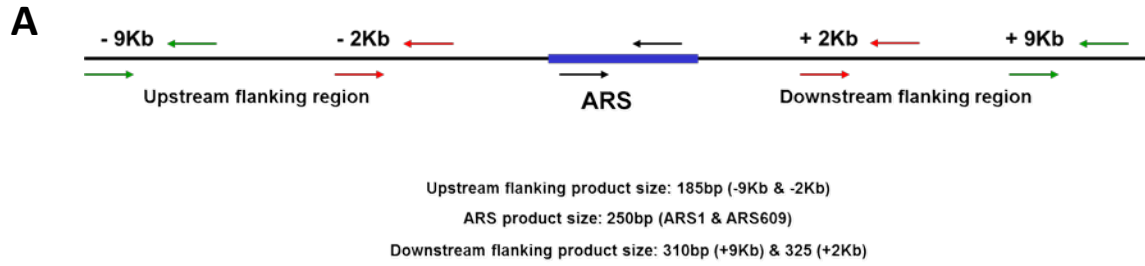 A
- 9Kb - 2Kb + 2Kb + 9Kb
Upstream flanking region ARS Downstream flanking region
Upstream flanking product size: 185bp (-9Kb & -2Kb)
ARS product size: 250bp (ARS1 & ARS609)
Downstream flanking product size: 310bp (+9Kb) & 325 (+2Kb)